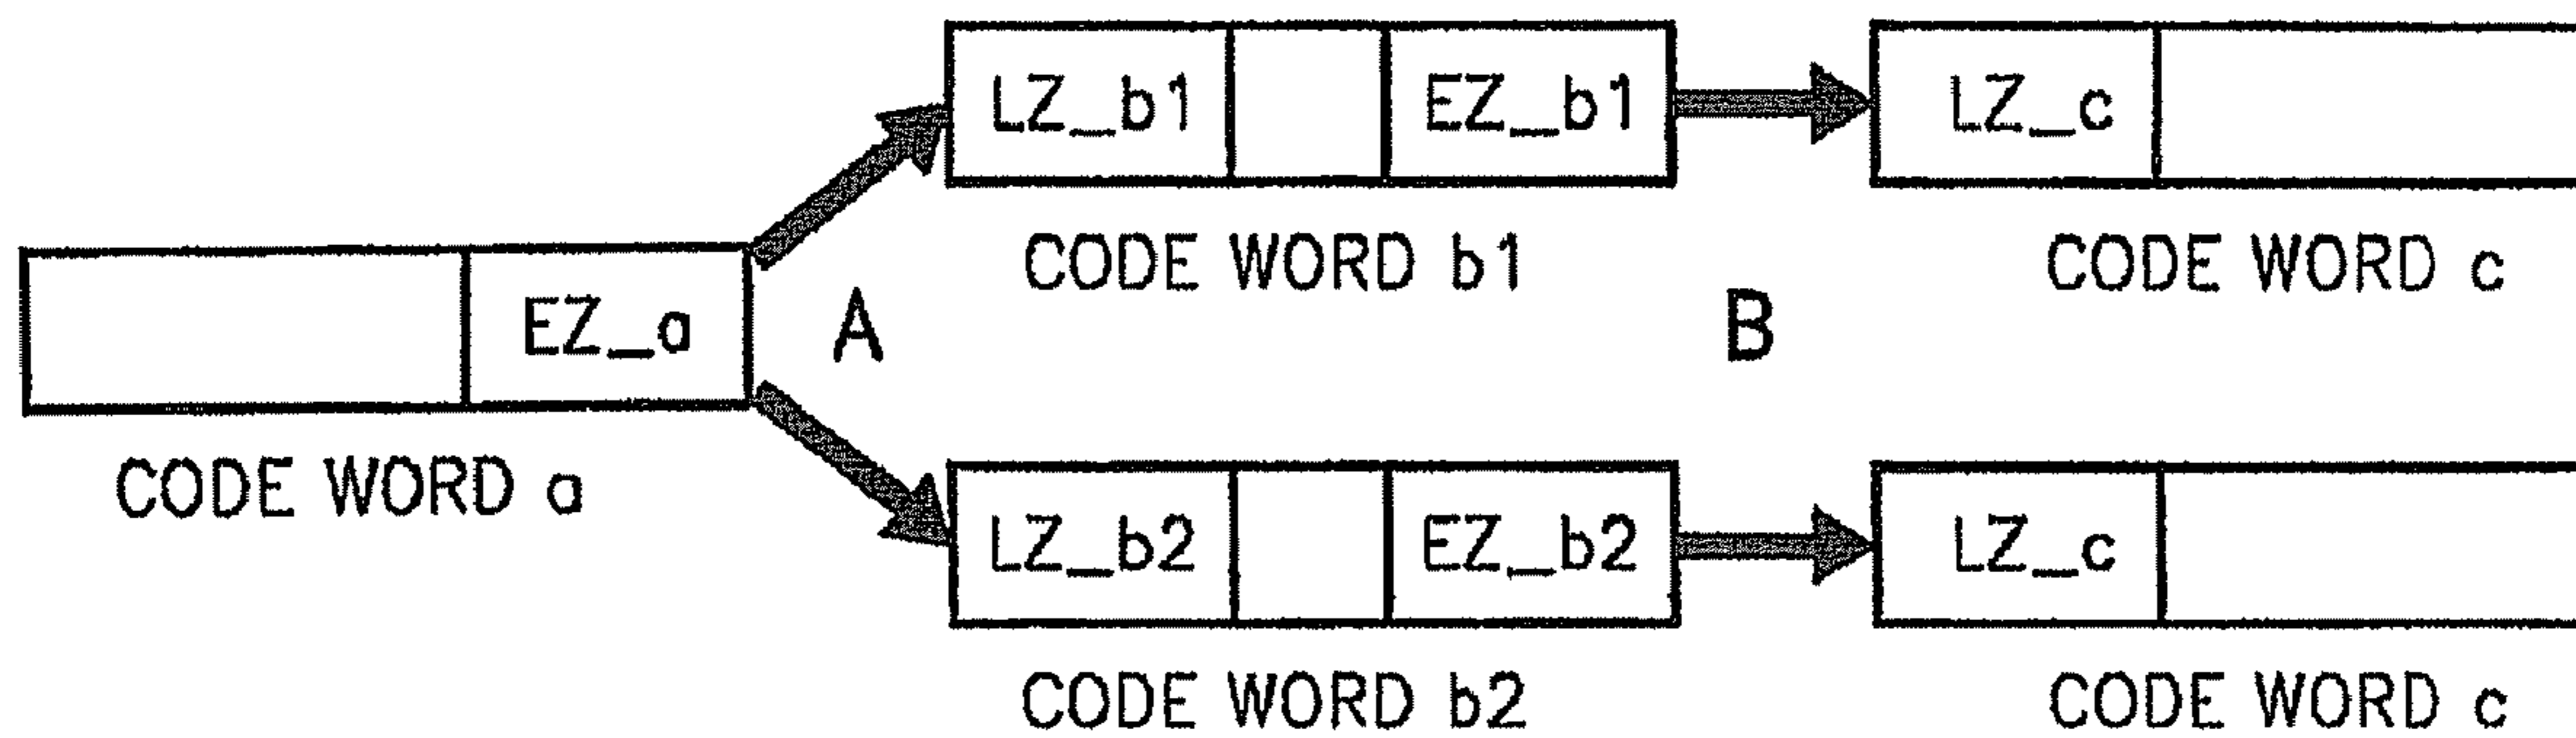 LZ_b1 EZ_b1 LZ_c
CODE WORD b1 CODE WORD c
EZ_a A B
CODE WORD a
LZ_b2 EZ_b2 LZ_c
CODE WORD b2 CODE WORD c